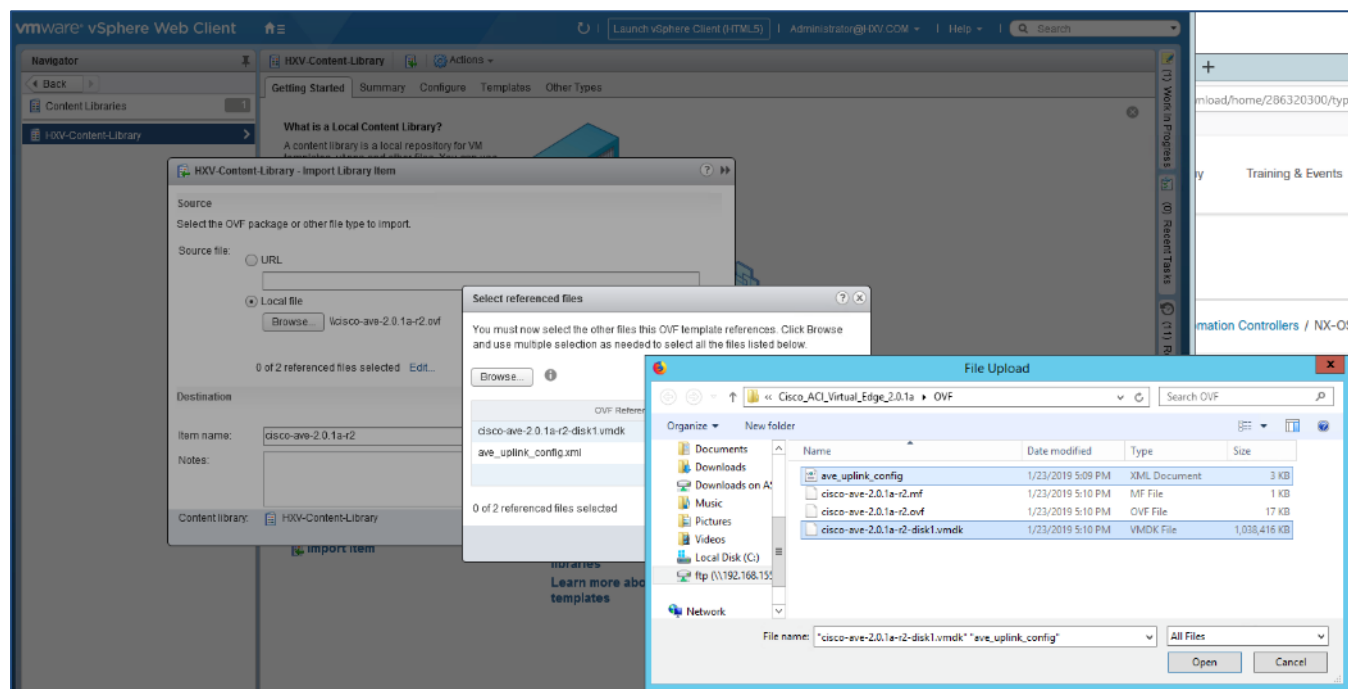 vmware® vSphere Web Client
Launch vSphere Client (HTML5)
Administrator@HXV.COM
Help
Search
Navigator
Back
Content Libraries
1
HXV-Content-Library
HXV-Content-Library
Actions
Getting Started Summary Configure Templates Other Types
What is a Local Content Library?
A content library is a local repository for VM
(1) Work In Progress
(0) Recent Tasks
nload/home/286320300/typ
Training & Events
mation Controllers / NX-OS
HXV-Content-Library - Import Library Item
Source
Select the OVF package or other file type to import.
Source file:
URL
Local file
Browse... \\cisco-ave-2.0.1a-r2.ovf
0 of 2 referenced files selected Edit...
Destination
Item name: cisco-ave-2.0.1a-r2
Notes:
Content library: HXV-Content-Library
Import Item
libraries
Learn more abo
templates
Select referenced files
You must now select the other files this OVF template references. Click Browse
and use multiple selection as needed to select all the files listed below.
Browse...
OVF Referen
cisco-ave-2.0.1a-r2-disk1.vmdk
ave_uplink_config.xml
0 of 2 referenced files selected
File Upload
« Cisco_ACI_Virtual_Edge_2.0.1a ▸ OVF
Search OVF
Organize New folder
Documents
Downloads
Downloads on A
Music
Pictures
Videos
Local Disk (C:)
ftp (\\192.168.155
Network
Name Date modified Type Size
ave_uplink_config 1/23/2019 5:09 PM XML Document 3 KB
cisco-ave-2.0.1a-r2.mf 1/23/2019 5:10 PM MF File 1 KB
cisco-ave-2.0.1a-r2.ovf 1/23/2019 5:10 PM OVF File 17 KB
cisco-ave-2.0.1a-r2-disk1.vmdk 1/23/2019 5:10 PM VMDK File 1,038,416 KB
File name: "cisco-ave-2.0.1a-r2-disk1.vmdk" "ave_uplink_config"
All Files
Open
Cancel